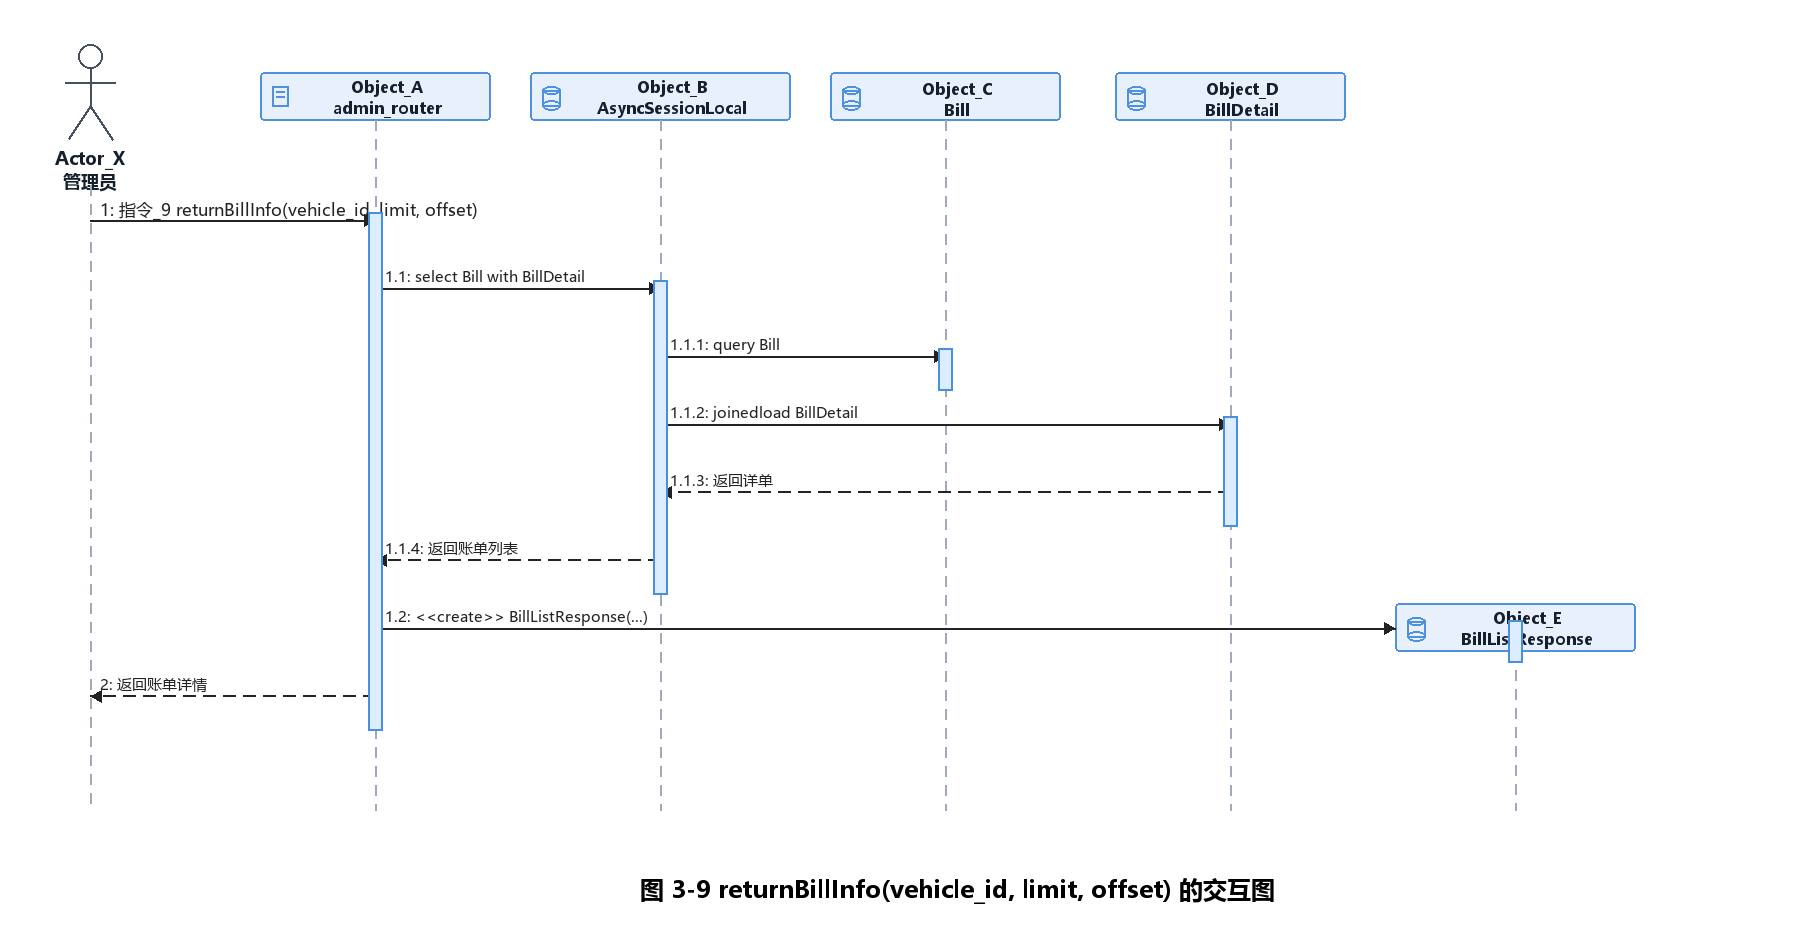 Object_A
admin_router
Object_B
AsyncSessionLocal
Object_C
Bill
Object_D
BillDetail
Actor_X
管理员
1: 指令_9 returnBillInfo(vehicle_id, limit, offset)
1.1: select Bill with BillDetail
1.1.1: query Bill
1.1.2: joinedload BillDetail
1.1.3: 返回详单
1.1.4: 返回账单列表
1.2: <<create>> BillListResponse(...)
Object_E
BillListResponse
2: 返回账单详情
图 3-9 returnBillInfo(vehicle_id, limit, offset) 的交互图